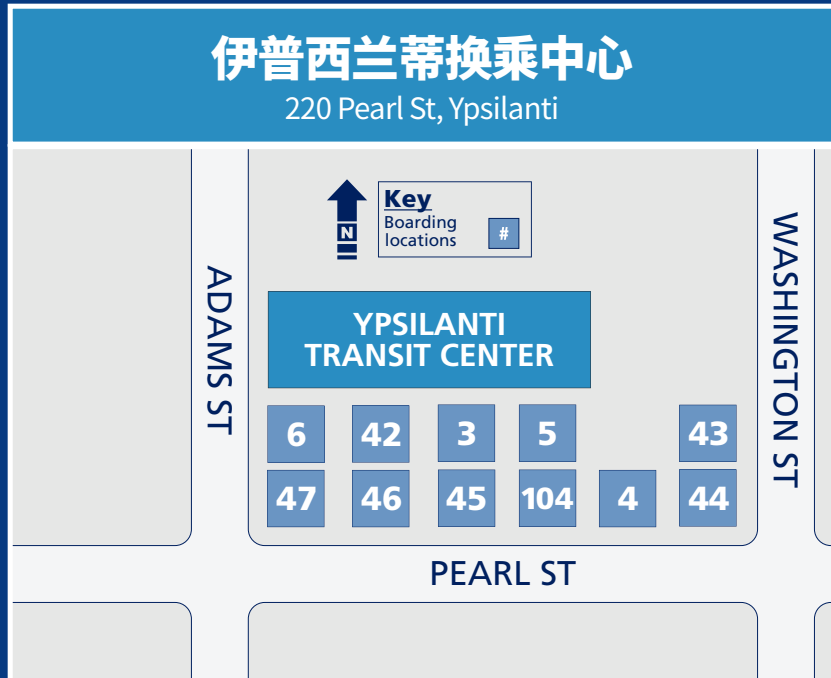 伊普西兰蒂换乘中心
220 Pearl St, Ypsilanti
N
Key
Boarding
locations
#
ADAMS ST
WASHINGTON ST
YPSILANTI
TRANSIT CENTER
6 42 3 5 43
47 46 45 104 4 44
PEARL ST